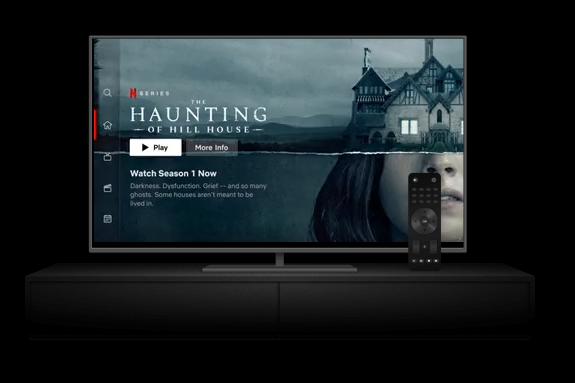 SERIES
THE
HAUNTING
OF HILL HOUSE
Play
More Info
Watch Season 1 Now
Darkness. Dysfunction. Grief -- and so many
ghosts. Some houses aren't meant to be
lived in.